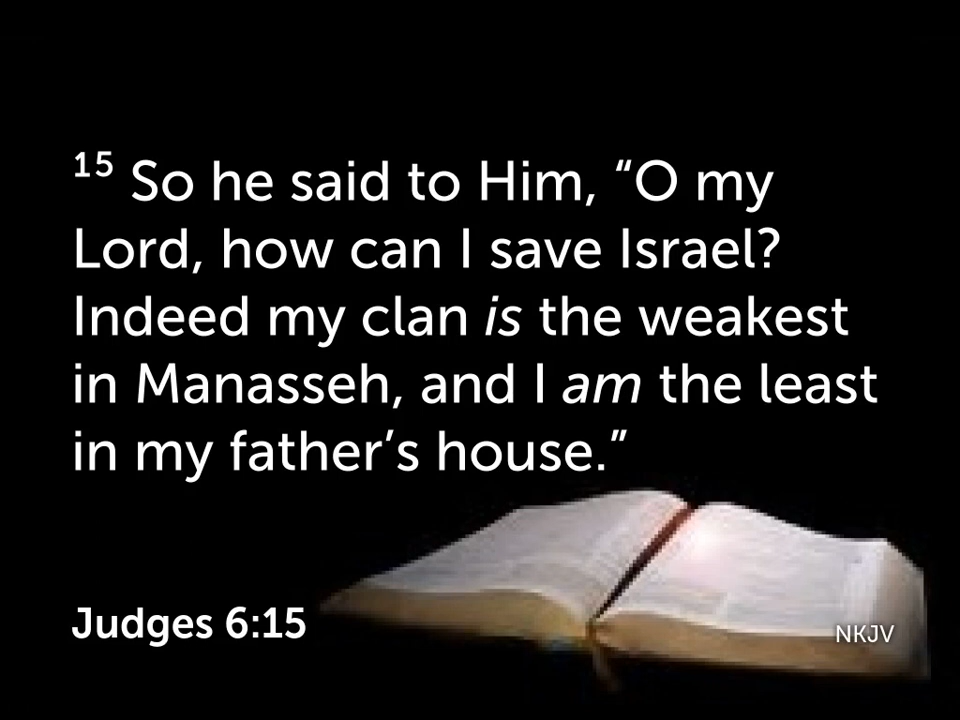 15 So he said to Him, “O my
Lord, how can I save Israel?
Indeed my clan is the weakest
in Manasseh, and I am the least
in my father’s house.”
Judges 6:15
NKJV